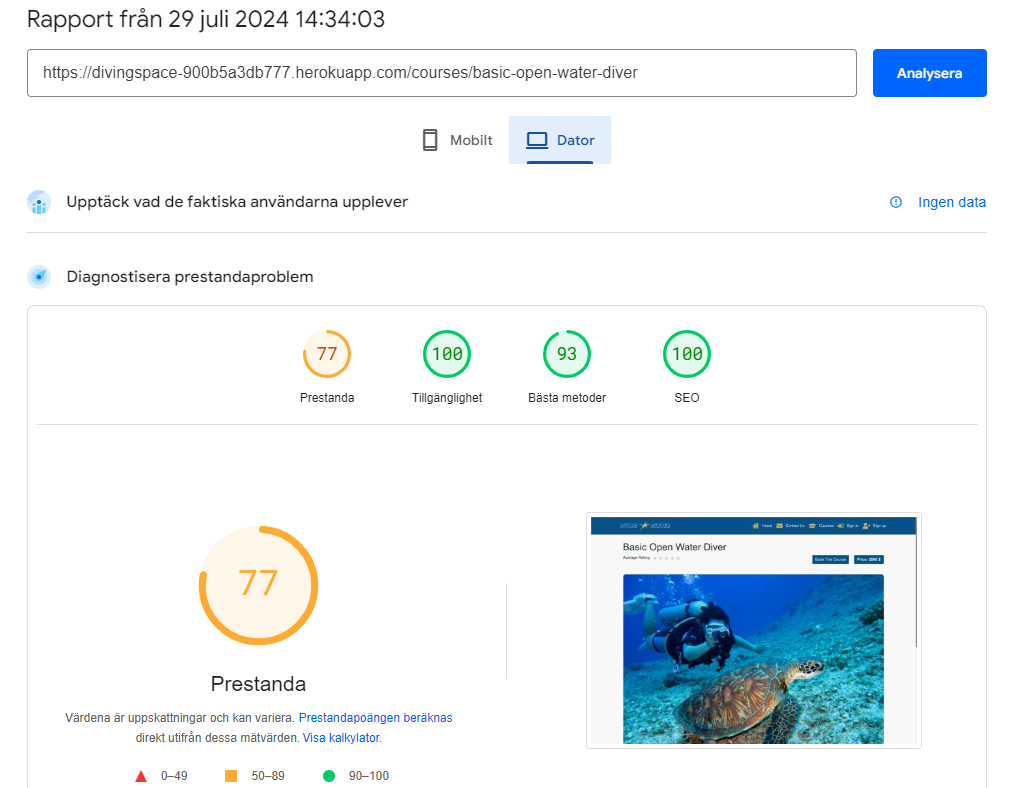 Rapport från 29 juli 2024 14:34:03
https://divingspace-900b5a3db777.herokuapp.com/courses/basic-open-water-diver
Analysera
Mobilt
Dator
Upptäck vad de faktiska användarna upplever
Ingen data
Diagnostisera prestandaproblem
77
100
93
100
Prestanda
Tillgänglighet
Bästa metoder
SEO
77
Prestanda
Värdena är uppskattningar och kan variera. Prestandapoängen beräknas
direkt utifrån dessa mätvärden. Visa kalkylator.
0–49
50–89
90–100
Home
Contact Us
Courses
Sign in
Sign up
Basic Open Water Diver
Average Rating:
Book This Course
Price: 2000 $